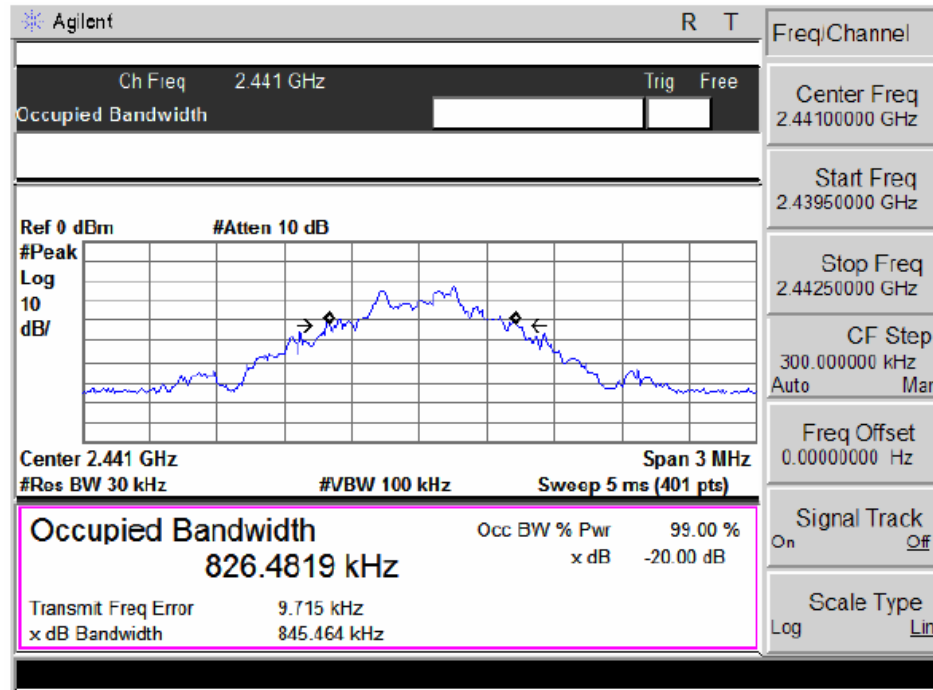 Agilent R T
Ch Freq 2.441 GHz Trig Free
Occupied Bandwidth
Ref 0 dBm #Atten 10 dB
#Peak
Log
10
dB/
Center 2.441 GHz Span 3 MHz
#Res BW 30 kHz #VBW 100 kHz Sweep 5 ms (401 pts)
Occupied Bandwidth Occ BW % Pwr 99.00 %
826.4819 kHz x dB -20.00 dB
Transmit Freq Error 9.715 kHz
x dB Bandwidth 845.464 kHz
Freq/Channel
Center Freq
2.44100000 GHz
Start Freq
2.43950000 GHz
Stop Freq
2.44250000 GHz
CF Step
300.000000 kHz
Auto Man
Freq Offset
0.00000000 Hz
Signal Track
On Off
Scale Type
Log Lin